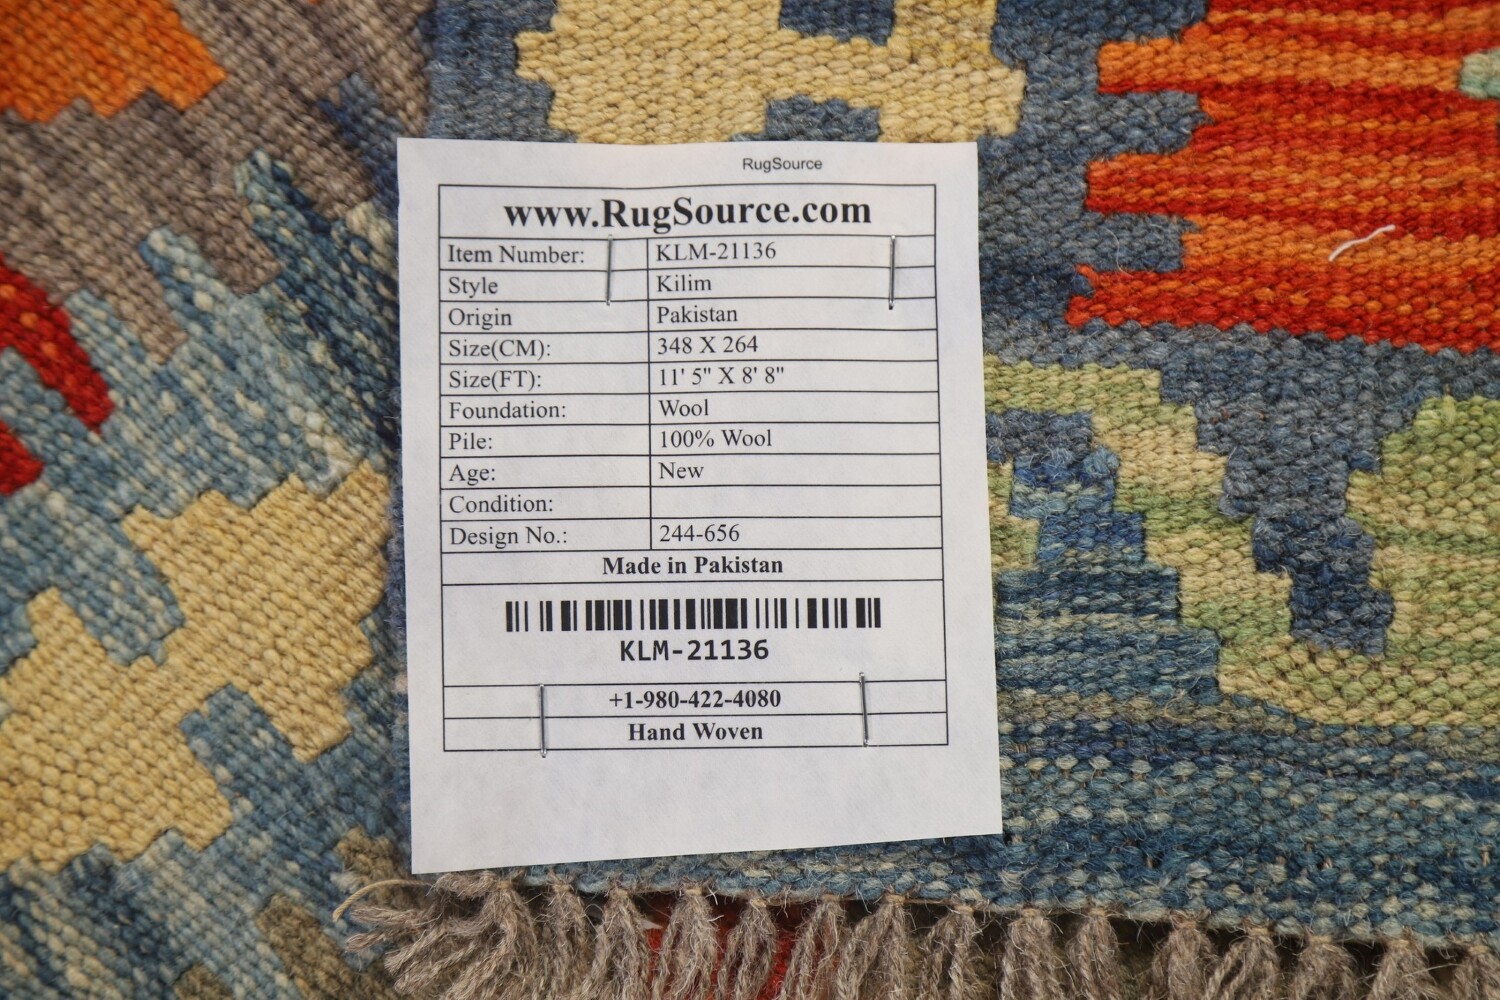 RugSource
www.RugSource.com
Item Number: KLM-21136
Style Kilim
Origin Pakistan
Size(CM): 348 X 264
Size(FT): 11' 5" X 8' 8"
Foundation: Wool
Pile: 100% Wool
Age: New
Condition:
Design No.: 244-656
Made in Pakistan
KLM-21136
+1-980-422-4080
Hand Woven